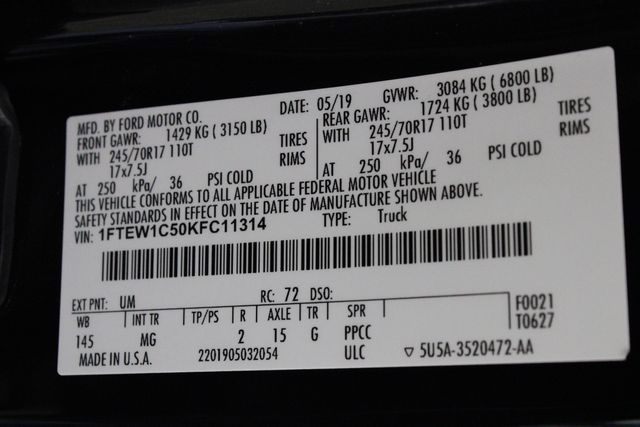 MFD. BY FORD MOTOR CO. DATE: 05/19 GVWR: 3084 KG ( 6800 LB)
FRONT GAWR: 1429 KG ( 3150 LB) REAR GAWR: 1724 KG ( 3800 LB)
WITH 245/70R17 110T TIRES WITH 245/70R17 110T TIRES
17x7.5J RIMS 17x7.5J RIMS
AT 250 kPa/ 36 PSI COLD AT 250 kPa/ 36 PSI COLD
THIS VEHICLE CONFORMS TO ALL APPLICABLE FEDERAL MOTOR VEHICLE
SAFETY STANDARDS IN EFFECT ON THE DATE OF MANUFACTURE SHOWN ABOVE.
VIN: 1FTEW1C50KFC11314 TYPE: Truck
EXT PNT: UM RC: 72 DSO: F0021
WB INT TR TP/PS R AXLE TR SPR T0627
145 MG 2 15 G PPCC
MADE IN U.S.A. 2201905032054 ULC ▽ 5U5A-3520472-AA